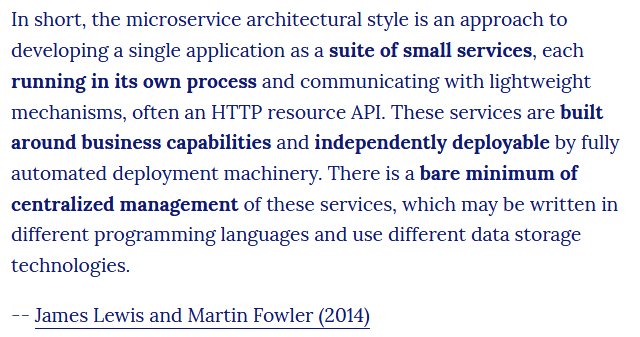 In short, the microservice architectural style is an approach to
developing a single application as a suite of small services, each
running in its own process and communicating with lightweight
mechanisms, often an HTTP resource API. These services are built
around business capabilities and independently deployable by fully
automated deployment machinery. There is a bare minimum of
centralized management of these services, which may be written in
different programming languages and use different data storage
technologies.
-- James Lewis and Martin Fowler (2014)